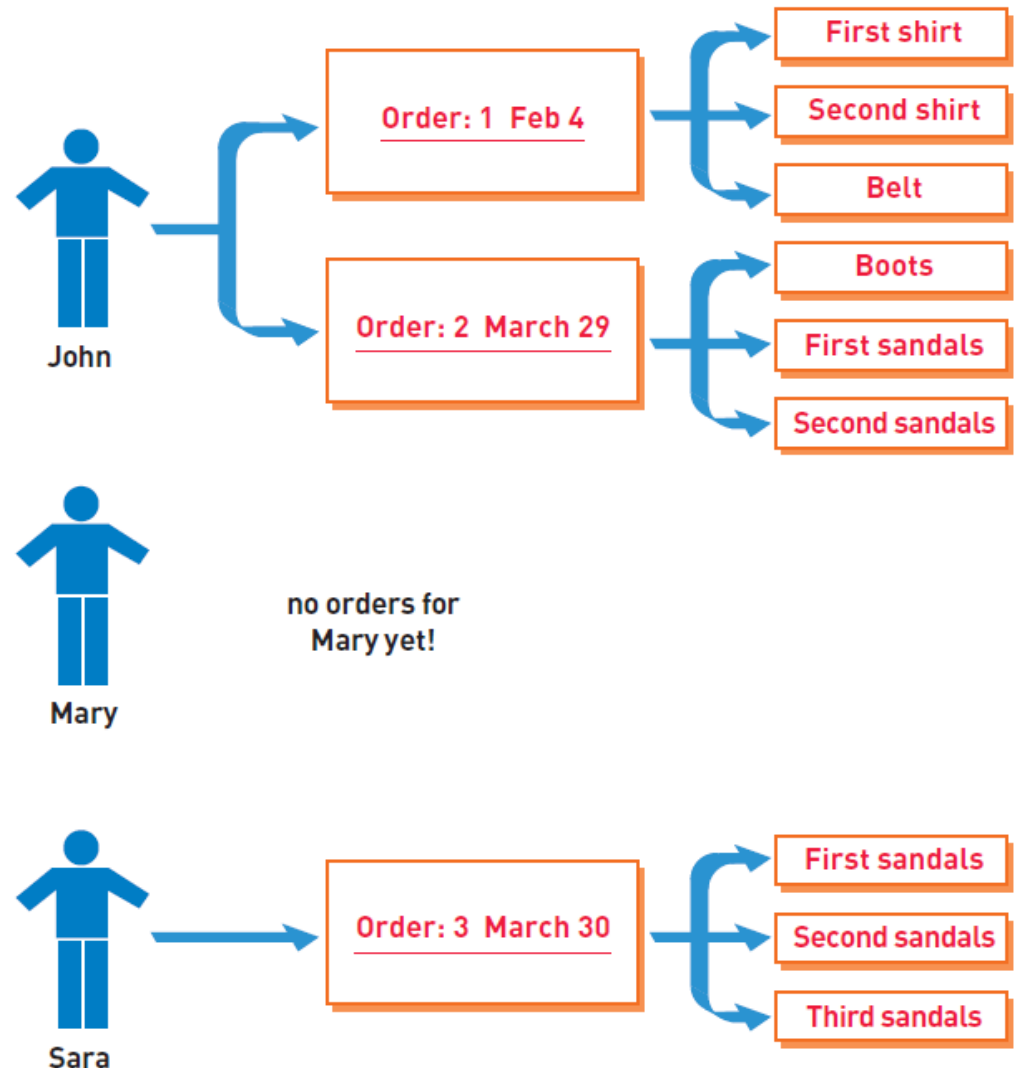 First shirt
Order: 1 Feb 4
Second shirt
Belt
John
Order: 2 March 29
Boots
First sandals
Second sandals
no orders for
Mary yet!
Mary
Order: 3 March 30
First sandals
Second sandals
Third sandals
Sara